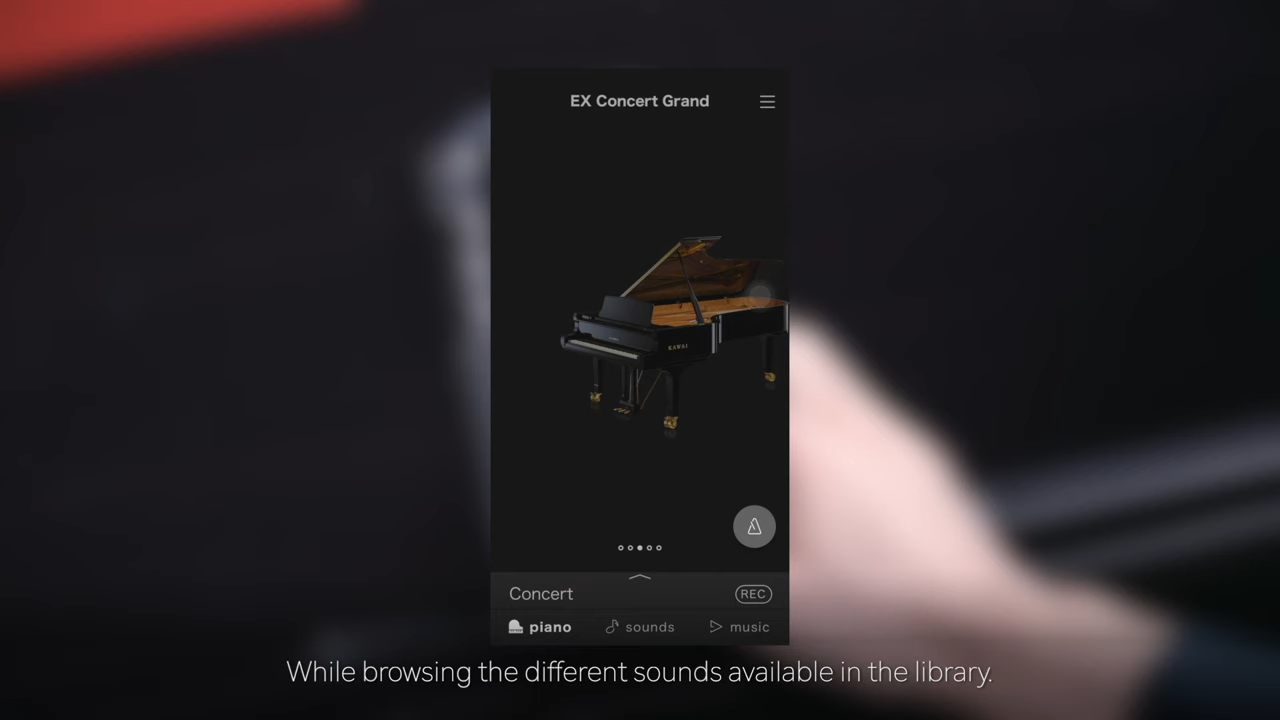 EX Concert Grand
KAWAI
Concert
REC
piano
sounds
music
While browsing the different sounds available in the library.